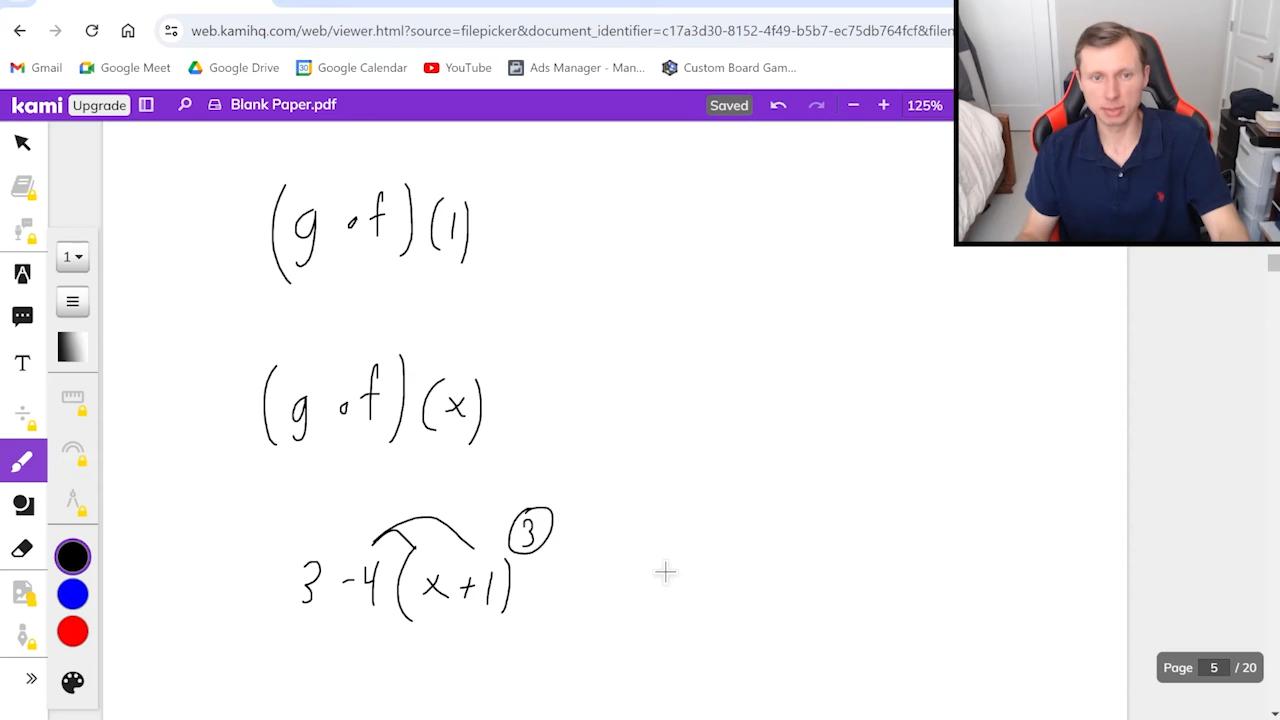 web.kamihq.com/web/viewer.html?source=filepicker&document_identifier=c17a3d30-8152-4f49-b5b7-ec75db764fcf&filen
Gmail Google Meet Google Drive 30 Google Calendar YouTube Ads Manager - Man... Custom Board Gam...
kami Upgrade Blank Paper.pdf Saved 125%
(g ∘ f)(1)
1
(g ∘ f)(x)
T
3 - 4(x + 1)³
Page 5 / 20